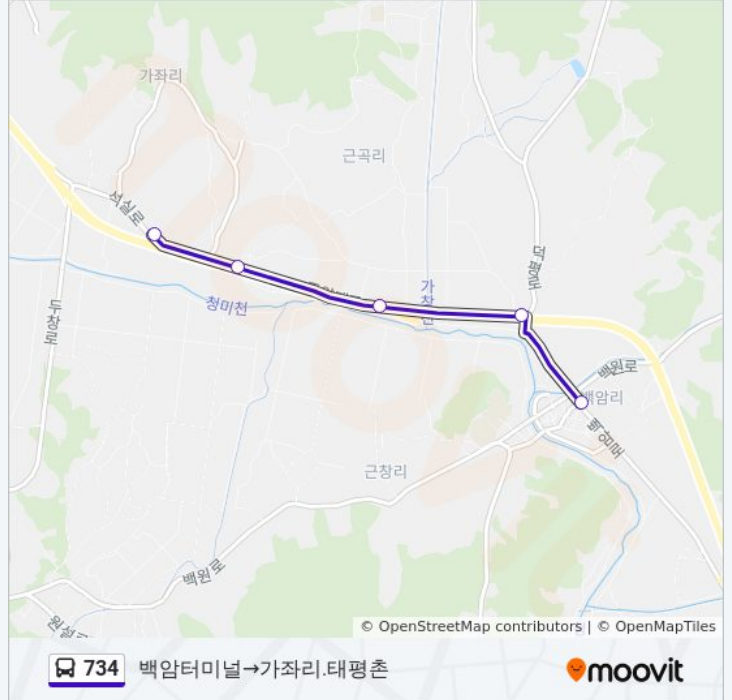 가좌리
근곡리
석실로
덕평로
가창천
청미천
두창로
백원로
백암리
근창리
백원로
© OpenStreetMap contributors | © OpenMapTiles
734 백암터미널→가좌리.태평촌
moovit